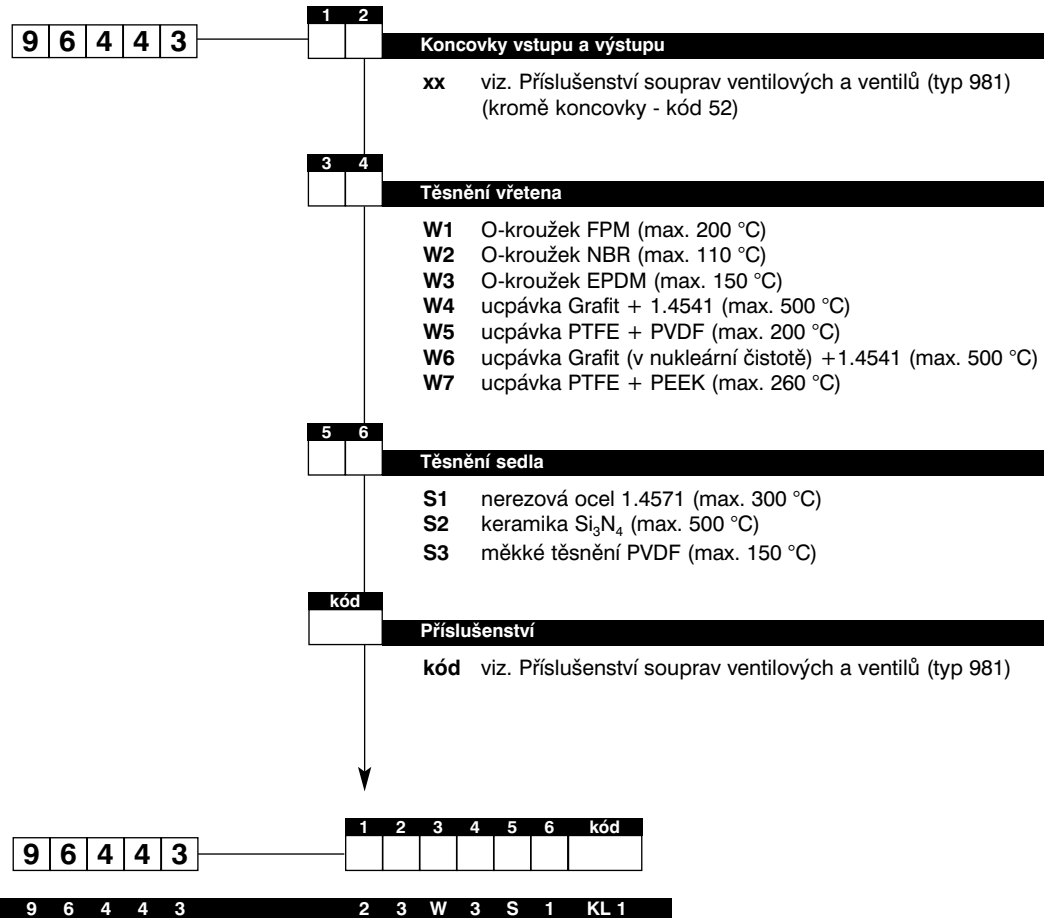 1 2
9 6 4 4 3
Koncovky vstupu a výstupu
xx viz. Příslušenství souprav ventilových a ventilů (typ 981)
(kromě koncovky - kód 52)
3 4
Těsnění vřetena
W1 O-kroužek FPM (max. 200 °C)
W2 O-kroužek NBR (max. 110 °C)
W3 O-kroužek EPDM (max. 150 °C)
W4 ucpávka Grafit + 1.4541 (max. 500 °C)
W5 ucpávka PTFE + PVDF (max. 200 °C)
W6 ucpávka Grafit (v nukleární čistotě) +1.4541 (max. 500 °C)
W7 ucpávka PTFE + PEEK (max. 260 °C)
5 6
Těsnění sedla
S1 nerezová ocel 1.4571 (max. 300 °C)
S2 keramika Si₃N₄ (max. 500 °C)
S3 měkké těsnění PVDF (max. 150 °C)
kód
Příslušenství
kód viz. Příslušenství souprav ventilových a ventilů (typ 981)
1 2 3 4 5 6 kód
9 6 4 4 3
9 6 4 4 3 2 3 W 3 S 1 KL 1